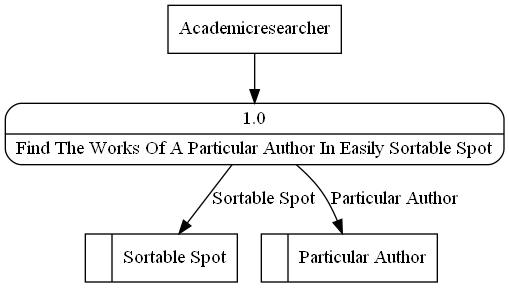 Academicresearcher
1.0
Find The Works Of A Particular Author In Easily Sortable Spot
Sortable Spot
Particular Author
Sortable Spot
Particular Author